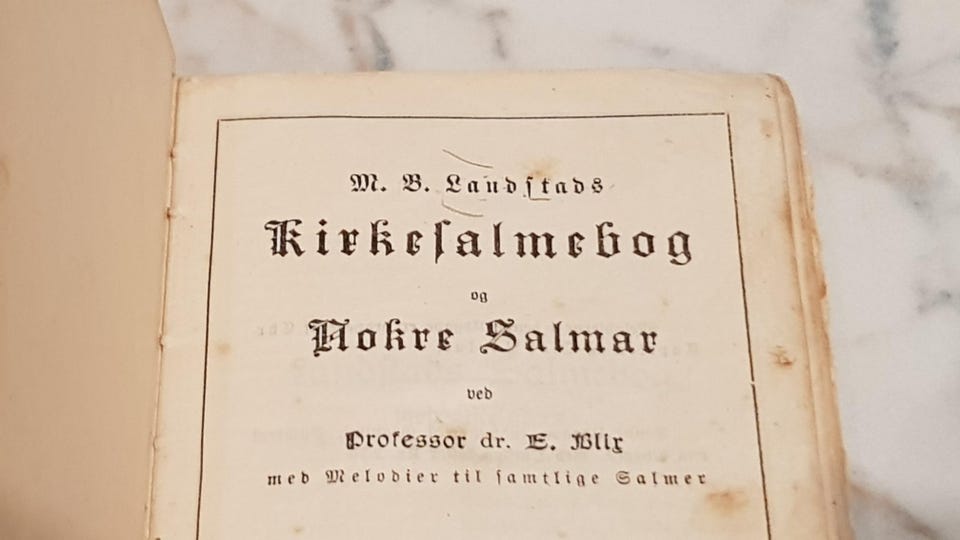 M. B. Landſtads
Kirkeſalmebog
og
Nokre Salmar
ved
Professor dr. E. Blix
med Melodier til ſamtlige Salmer